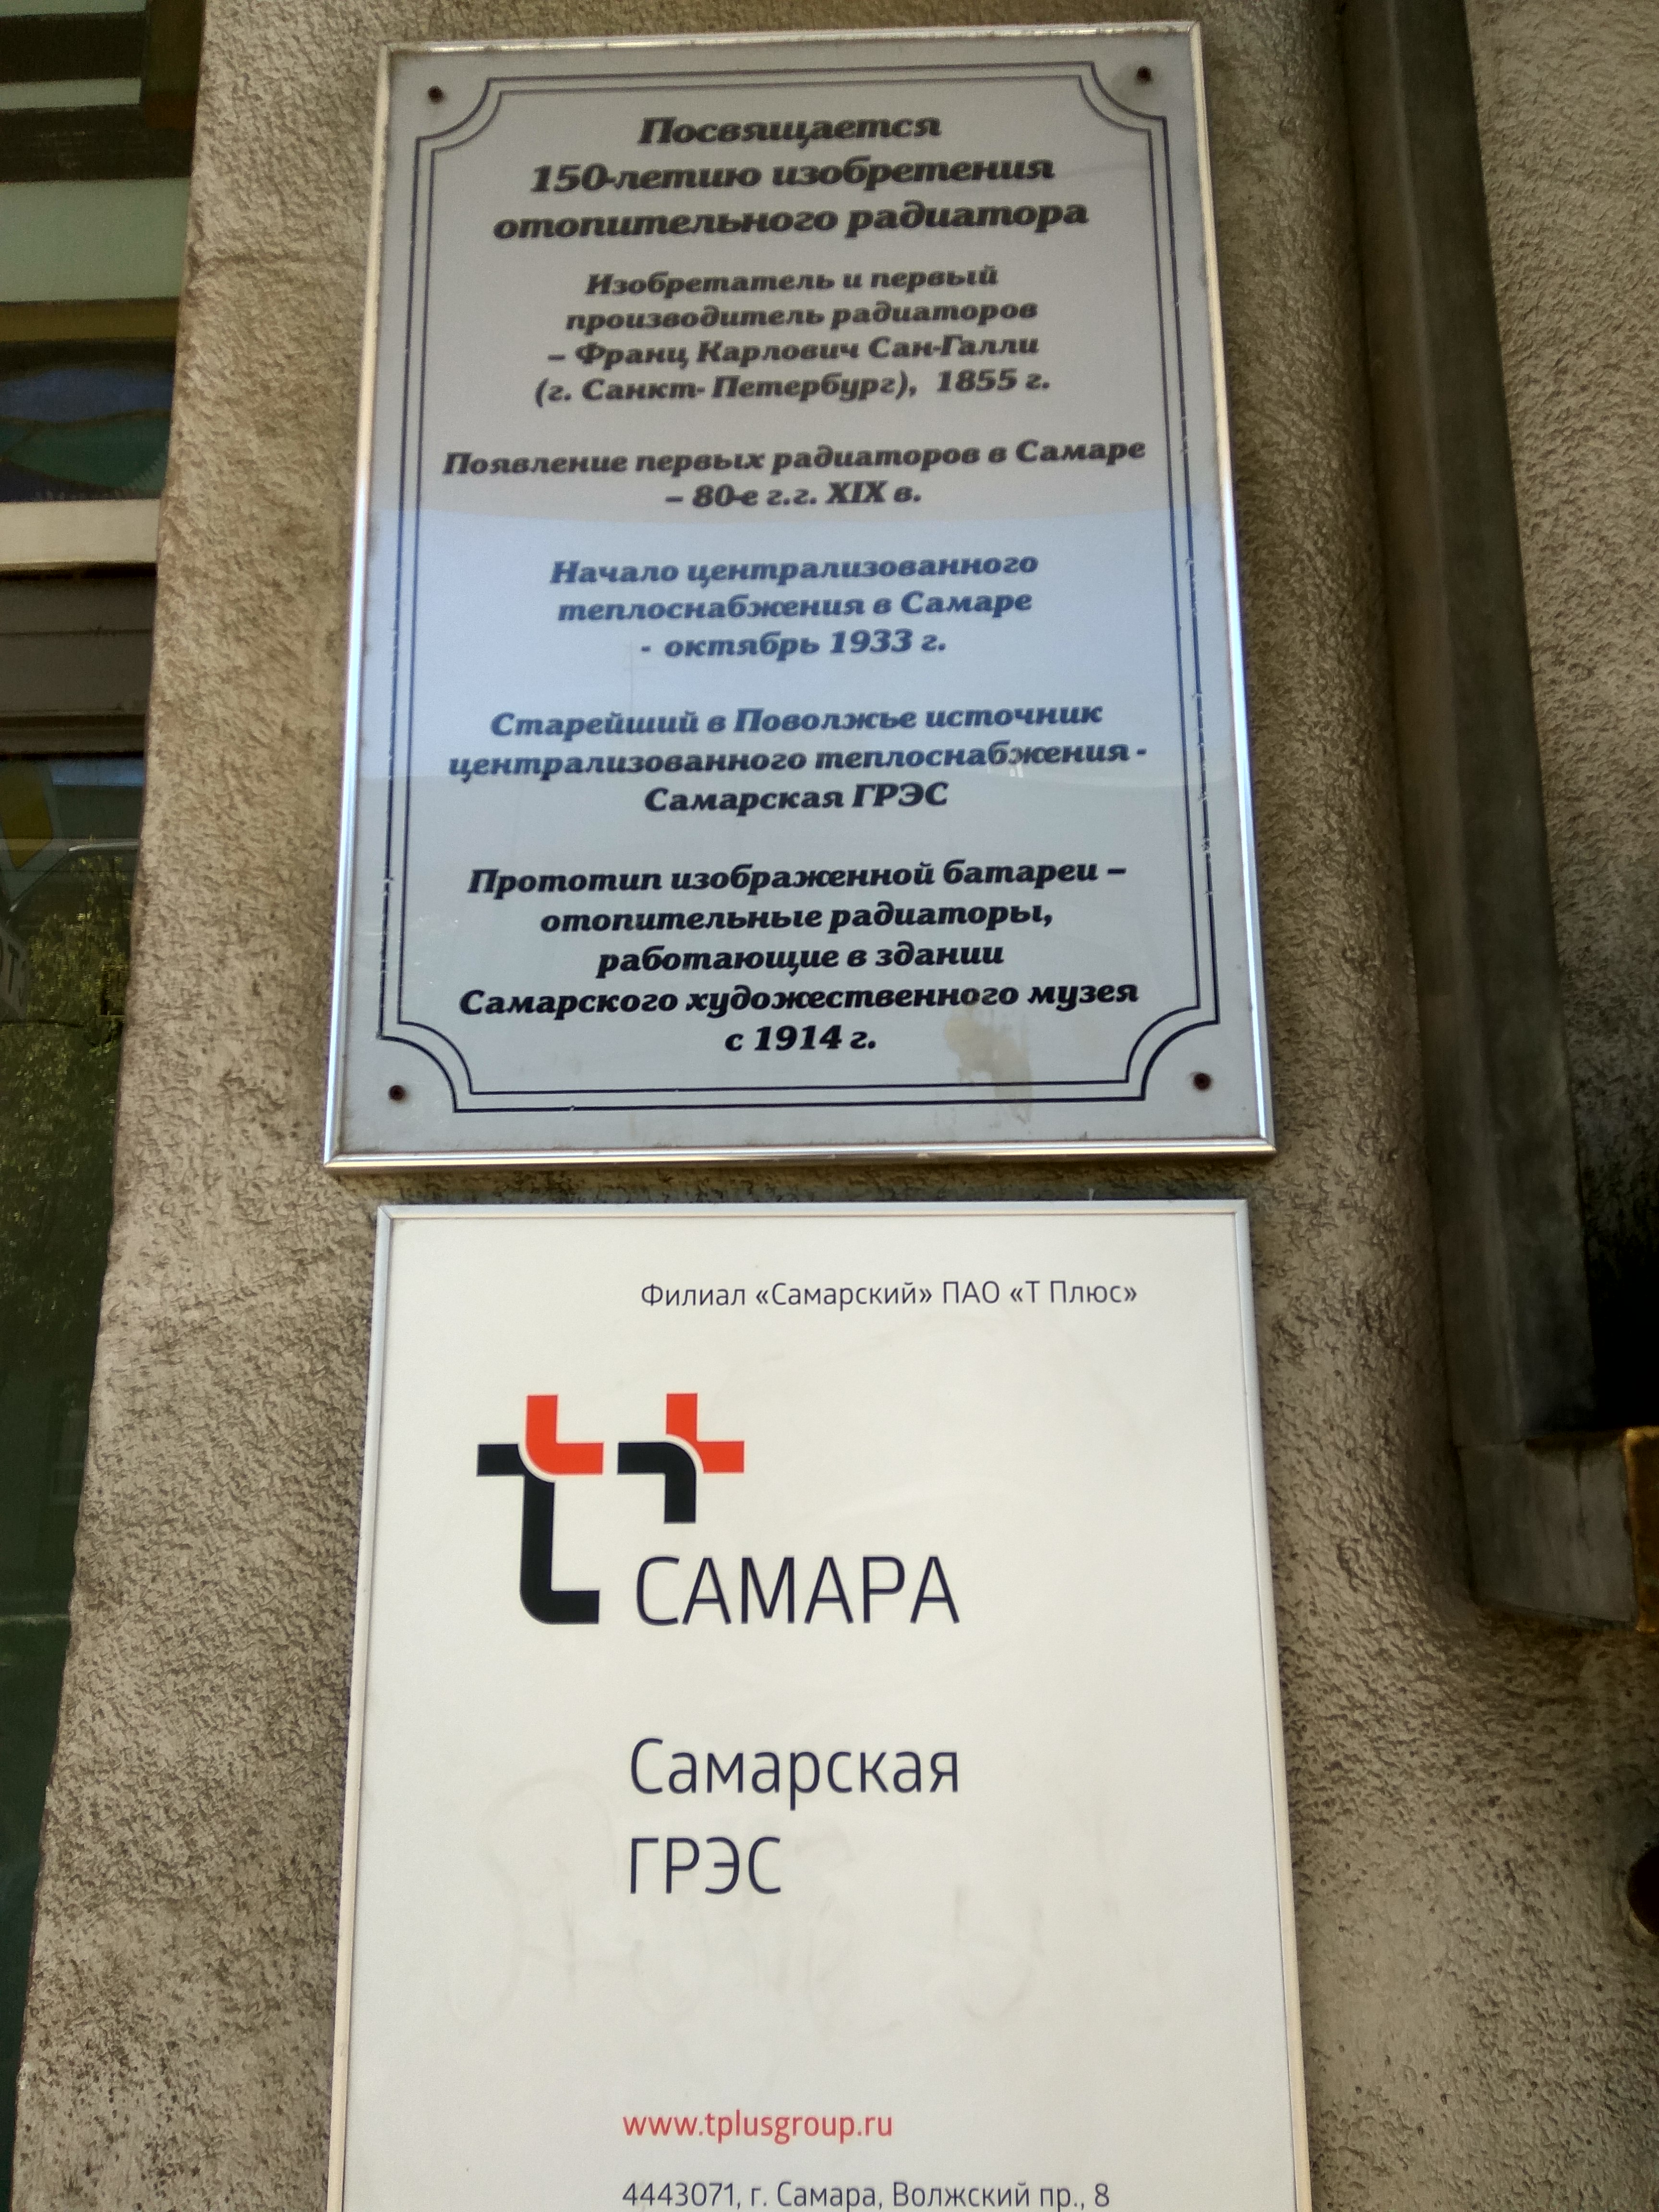 Посвящается
150-летию изобретения
отопительного радиатора
Изобретатель и первый
производитель радиаторов
– Франц Карлович Сан-Галли
(г. Санкт- Петербург), 1855 г.
Появление первых радиаторов в Самаре
– 80-е г.г. XIX в.
Начало централизованного
теплоснабжения в Самаре
- октябрь 1933 г.
Старейший в Поволжье источник
централизованного теплоснабжения -
Самарская ГРЭС
Прототип изображенной батареи –
отопительные радиаторы,
работающие в здании
Самарского художественного музея
с 1914 г.
Филиал «Самарский» ПАО «Т Плюс»
САМАРА
Самарская
ГРЭС
www.tplusgroup.ru
4443071, г. Самара, Волжский пр., 8